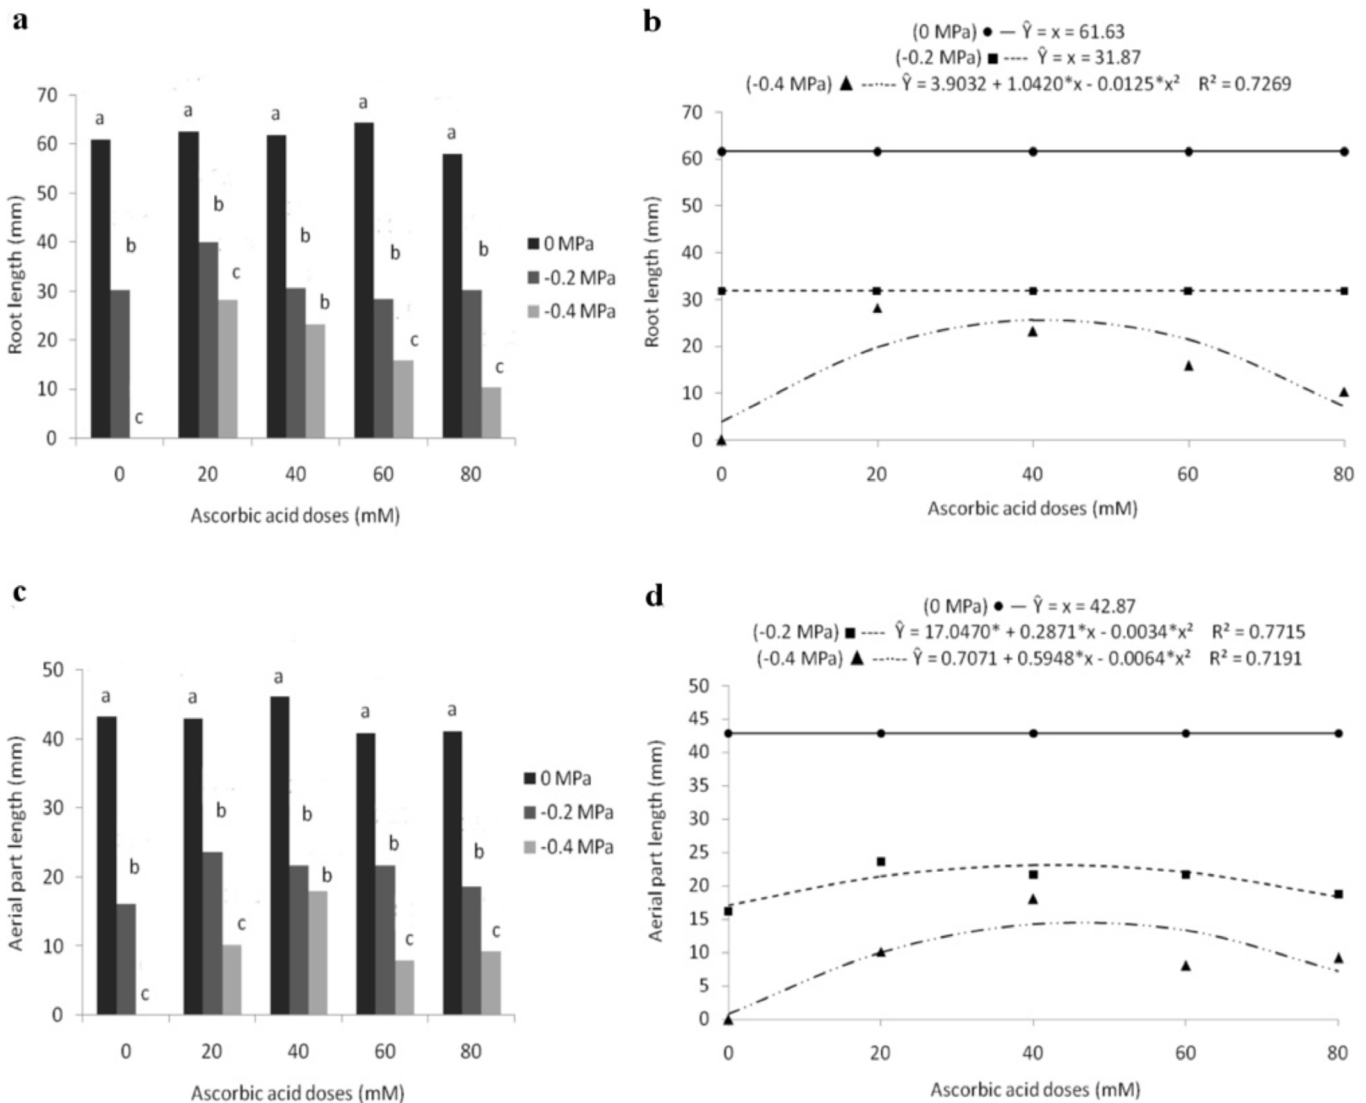 a
70
60
50
40
30
20
10
0
Root length (mm)
a a a a a
b b b b b
c c b c c
0 MPa
-0.2 MPa
-0.4 MPa
0 20 40 60 80
Ascorbic acid doses (mM)
b
(0 MPa) ● — Ŷ = x = 61.63
(-0.2 MPa) ■ ---- Ŷ = x = 31.87
(-0.4 MPa) ▲ --··-- Ŷ = 3.9032 + 1.0420*x - 0.0125*x² R² = 0.7269
70
60
50
40
30
20
10
0
Root length (mm)
0 20 40 60 80
Ascorbic acid doses (mM)
c
50
40
30
20
10
0
Aerial part length (mm)
a a a a a
b b b b b
c c b c c
0 MPa
-0.2 MPa
-0.4 MPa
0 20 40 60 80
Ascorbic acid doses (mM)
d
(0 MPa) ● — Ŷ = x = 42.87
(-0.2 MPa) ■ ---- Ŷ = 17.0470* + 0.2871*x - 0.0034*x² R² = 0.7715
(-0.4 MPa) ▲ --··-- Ŷ = 0.7071 + 0.5948*x - 0.0064*x² R² = 0.7191
50
45
40
35
30
25
20
15
10
5
0
Aerial part length (mm)
0 20 40 60 80
Ascorbic acid doses (mM)